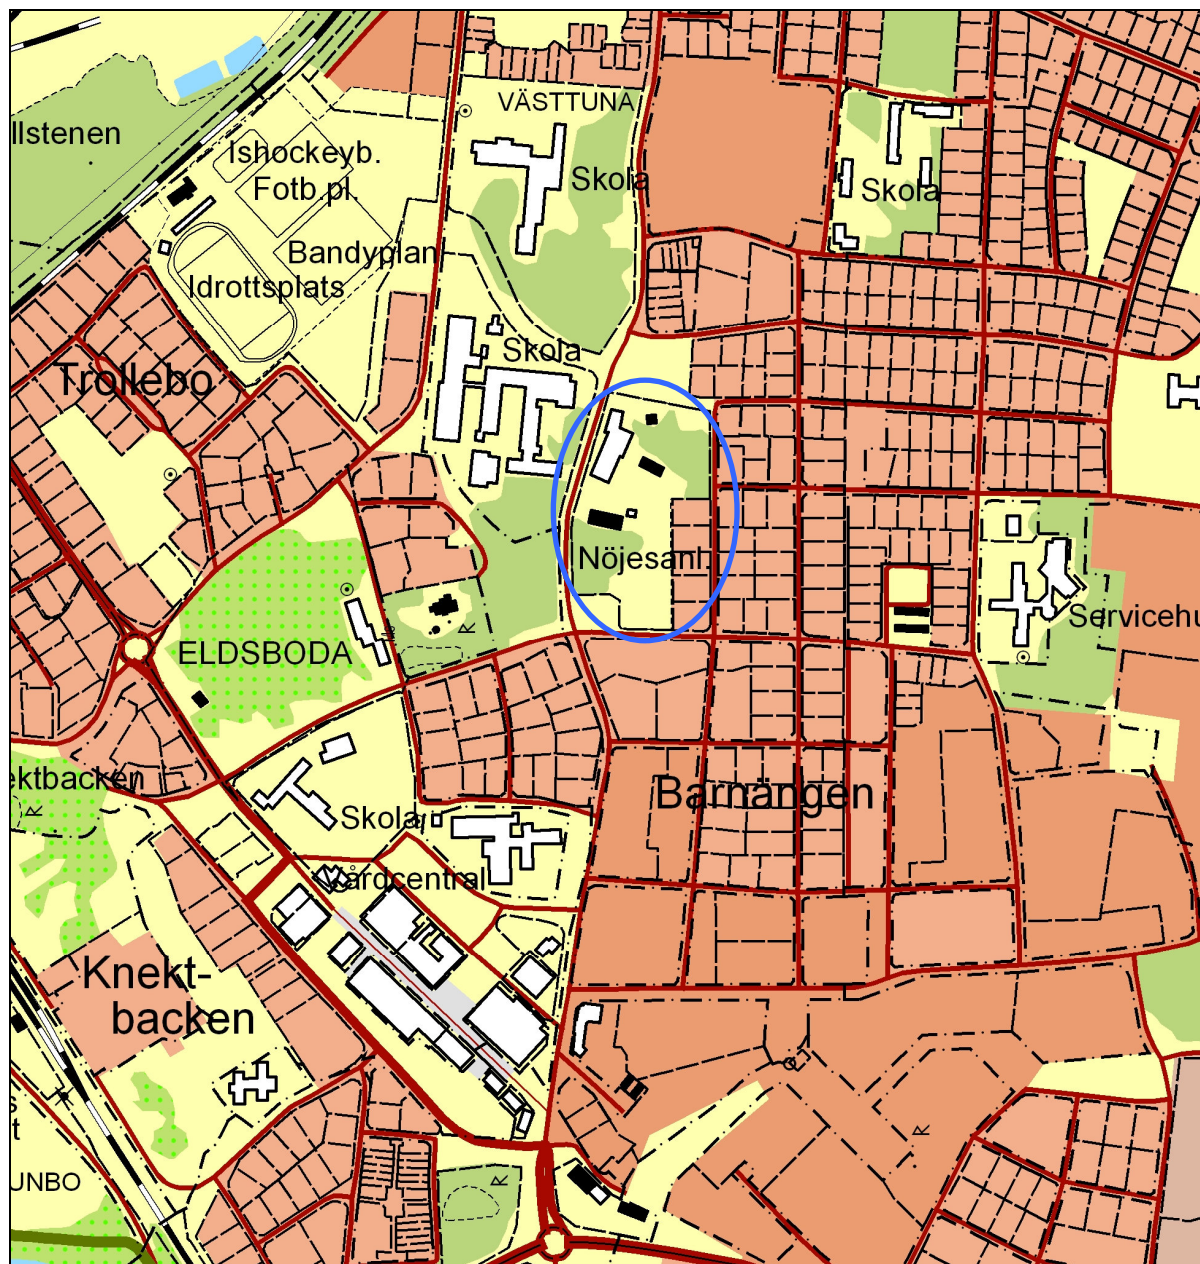 VÄSTTUNA
llstenen
Ishockeyb.
Fotb.pl.
Skola
Skola
Bandyplan
Idrottsplats
Skola
Trollebo
Nöjesanl.
Servicehu
R
ELDSBODA
ektbacken
R
Barnängen
Skola
Vårdcentral
Knekt-
backen
s
t
R
UNBO
R